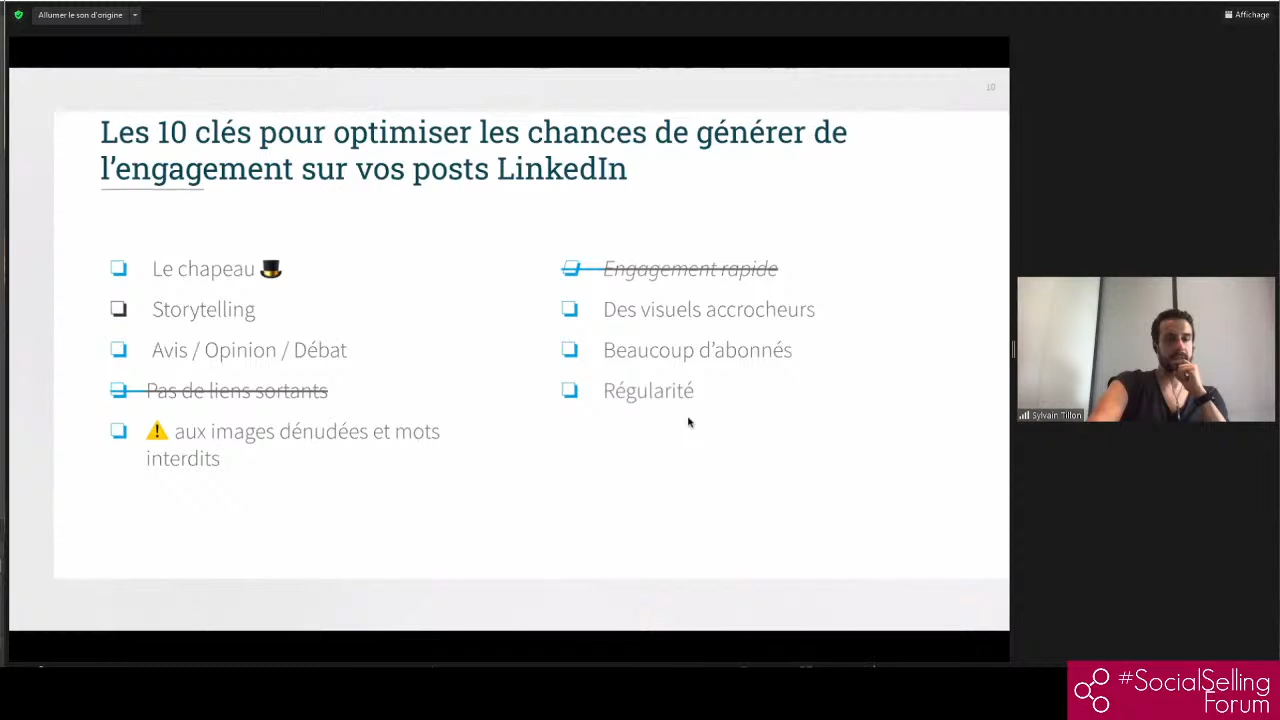 Allumer le son d'origine
Affichage
10
Les 10 clés pour optimiser les chances de générer de
l'engagement sur vos posts LinkedIn
Le chapeau 🎩
Storytelling
Avis / Opinion / Débat
Pas de liens sortants
⚠️ aux images dénudées et mots
interdits
Engagement rapide
Des visuels accrocheurs
Beaucoup d'abonnés
Régularité
Sylvain Tillon
#SocialSelling
Forum